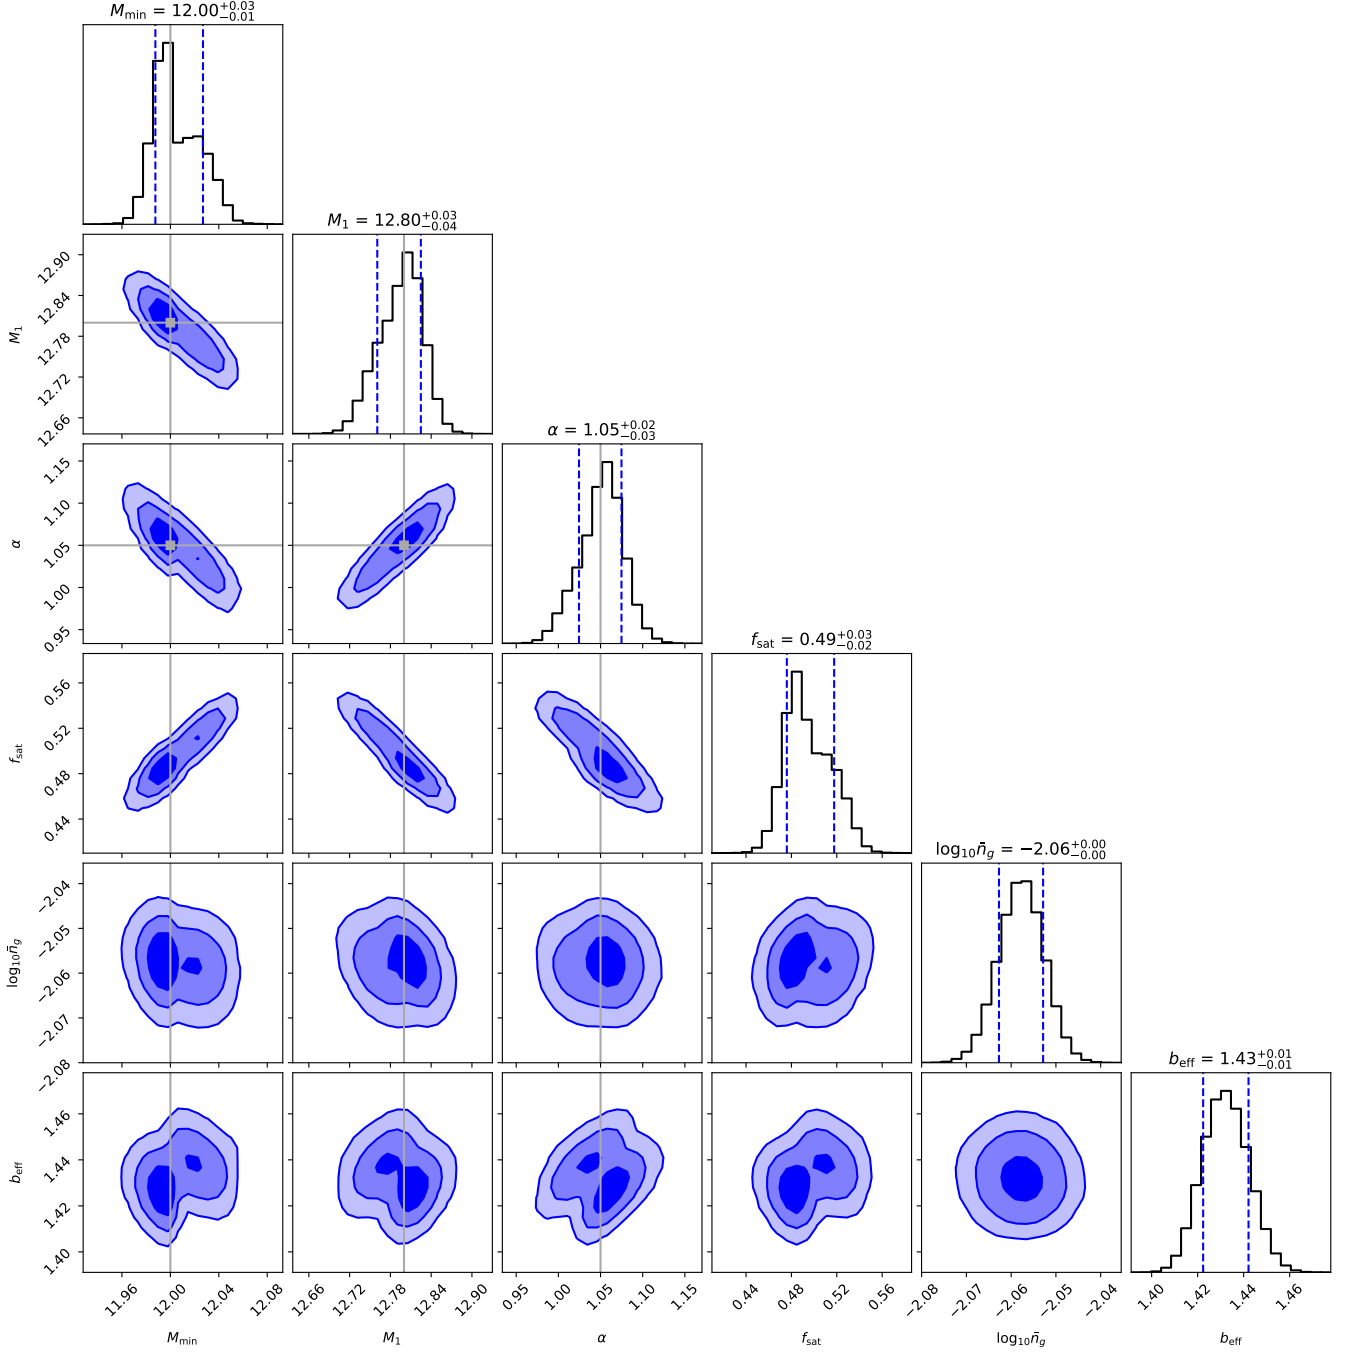 M_min = 12.00^{+0.03}_{−0.01}
M_1 = 12.80^{+0.03}_{−0.04}
12.90
12.84
12.78
12.72
12.66
M_1
α = 1.05^{+0.02}_{−0.03}
1.15
1.10
1.05
1.00
0.95
α
f_sat = 0.49^{+0.03}_{−0.02}
0.56
0.52
0.48
0.44
f_sat
log_{10}n̄_g = −2.06^{+0.00}_{−0.00}
−2.04
−2.05
−2.06
−2.07
−2.08
log_{10}n̄_g
b_eff = 1.43^{+0.01}_{−0.01}
1.46
1.44
1.42
1.40
b_eff
11.96 12.00 12.04 12.08 12.66 12.72 12.78 12.84 12.90 0.95 1.00 1.05 1.10 1.15 0.44 0.48 0.52 0.56 −2.08 −2.07 −2.06 −2.05 −2.04 1.40 1.42 1.44 1.46
M_min M_1 α f_sat log_{10}n̄_g b_eff